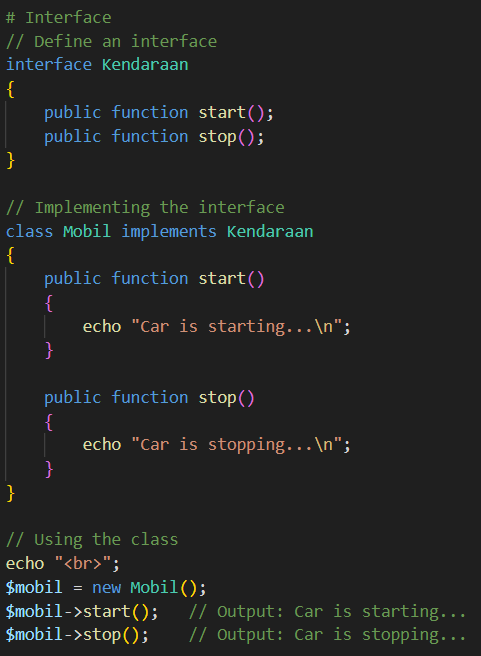 # Interface
// Define an interface
interface Kendaraan
{
    public function start();
    public function stop();
}

// Implementing the interface
class Mobil implements Kendaraan
{
    public function start()
    {
        echo "Car is starting...\n";
    }

    public function stop()
    {
        echo "Car is stopping...\n";
    }
}

// Using the class
echo "<br>";
$mobil = new Mobil();
$mobil->start();   // Output: Car is starting...
$mobil->stop();    // Output: Car is stopping...